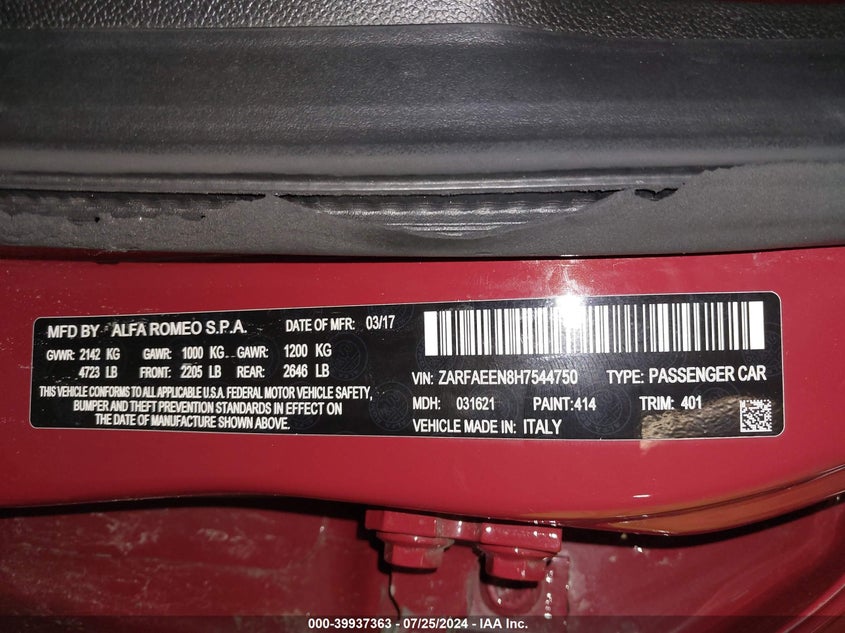 MFD BY ALFA ROMEO S.P.A. DATE OF MFR: 03/17
GVWR: 2142 KG GAWR: 1000 KG GAWR: 1200 KG
4723 LB FRONT: 2205 LB REAR: 2646 LB
THIS VEHICLE CONFORMS TO ALL APPLICABLE U.S.A. FEDERAL MOTOR VEHICLE SAFETY,
BUMPER AND THEFT PREVENTION STANDARDS IN EFFECT ON
THE DATE OF MANUFACTURE SHOWN ABOVE.
VIN: ZARFAEEN8H7544750 TYPE: PASSENGER CAR
MDH: 031621 PAINT:414 TRIM: 401
VEHICLE MADE IN: ITALY
000-39937363 — 07/25/2024 — IAA Inc.